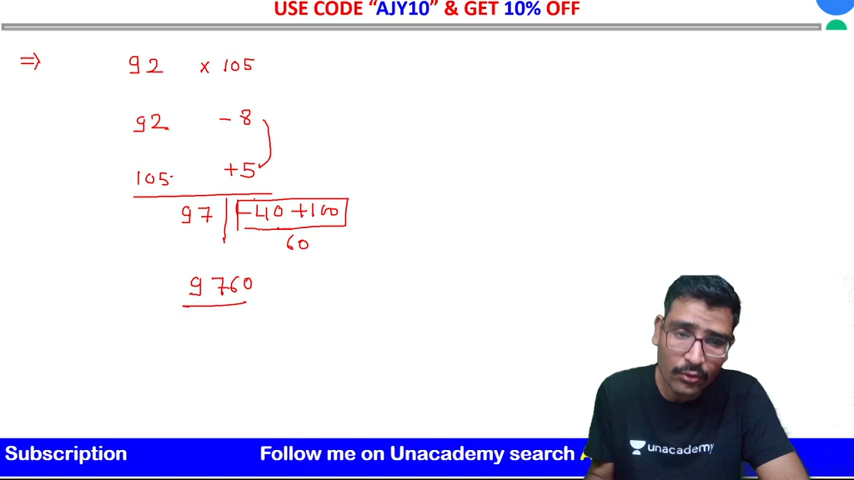 USE CODE “AJY10” & GET 10% OFF
⇒ 92 × 105
92 - 8
105 +5
97 | -40 +100
60
9760
unacademy
Subscription Follow me on Unacademy search A